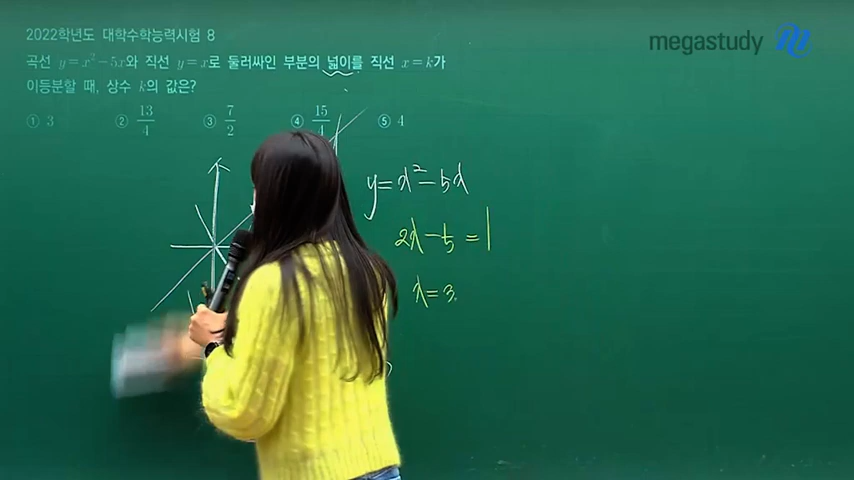 2022학년도 대학수학능력시험 8
megastudy
곡선 y=x²−5x와 직선 y=x로 둘러싸인 부분의 넓이를 직선 x=k가
이등분할 때, 상수 k의 값은?
① 3 ② 13/4 ③ 7/2 ④ 15/4 ⑤ 4
y=x²−5x
2x−5=1
x=3.